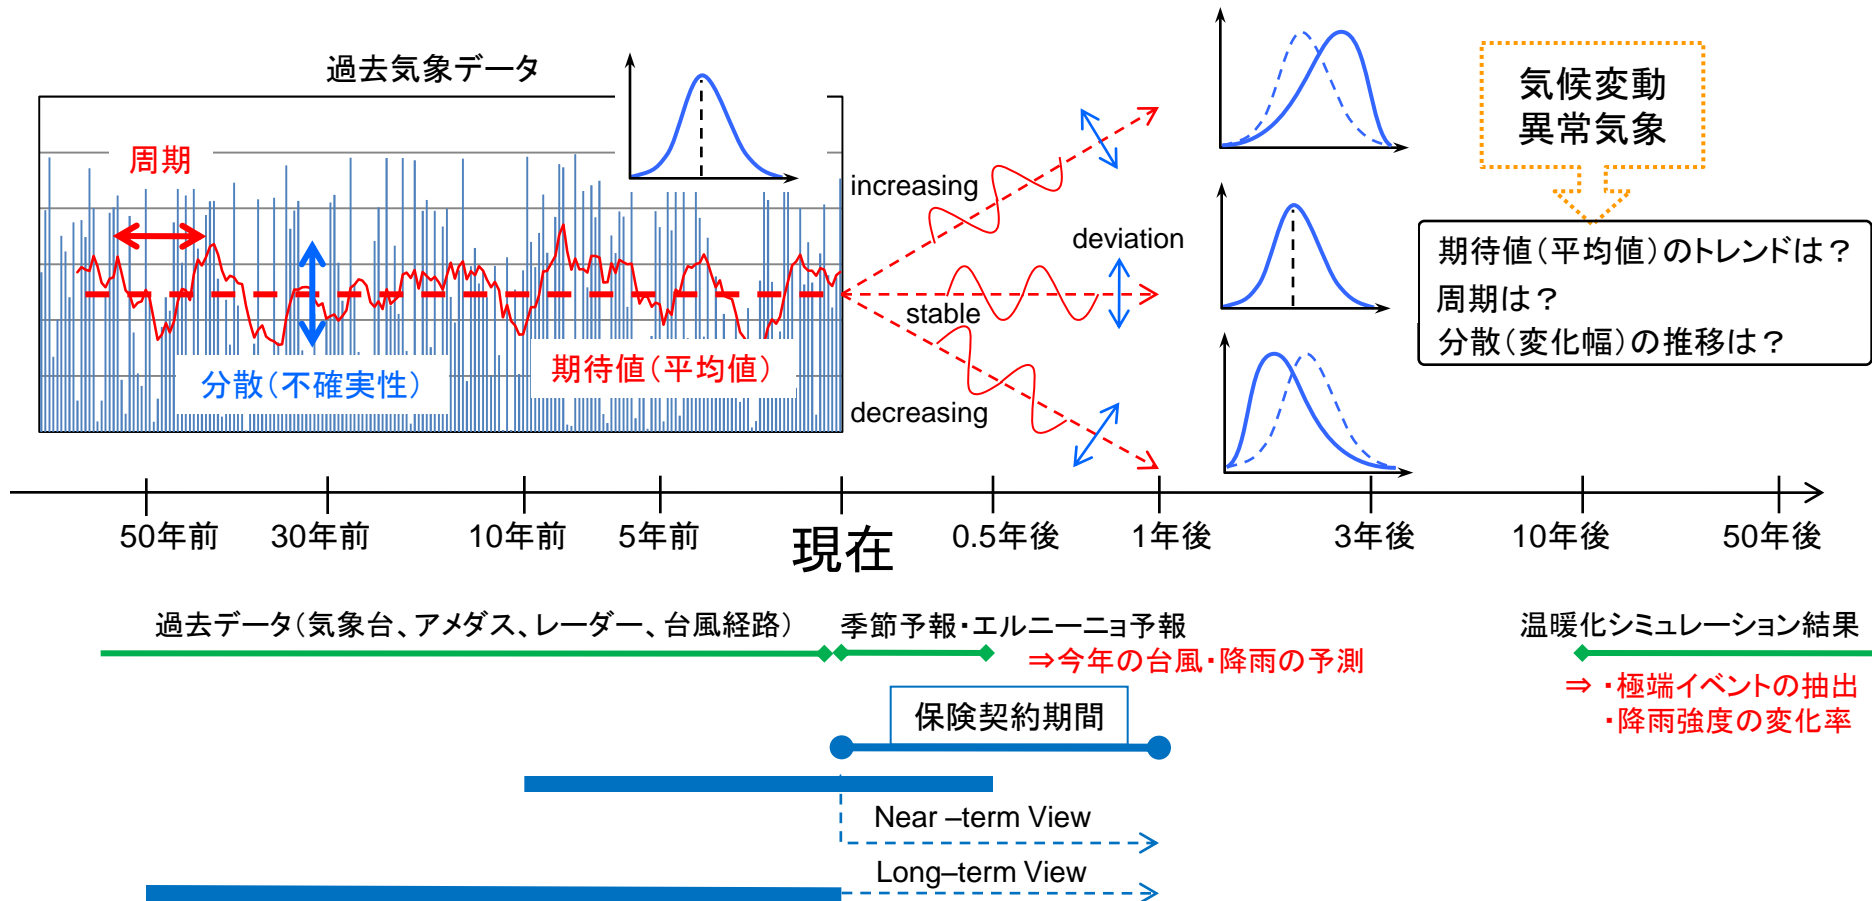 過去気象データ
周期
分散(不確実性)
期待値(平均値)
increasing
deviation
stable
decreasing
気候変動
異常気象
期待値(平均値)のトレンドは?
周期は?
分散(変化幅)の推移は?
50年前
30年前
10年前
5年前
現在
0.5年後
1年後
3年後
10年後
50年後
過去データ(気象台、アメダス、レーダー、台風経路)
季節予報・エルニーニョ予報
⇒今年の台風・降雨の予測
温暖化シミュレーション結果
⇒ ・極端イベントの抽出
・降雨強度の変化率
保険契約期間
Near –term View
Long–term View